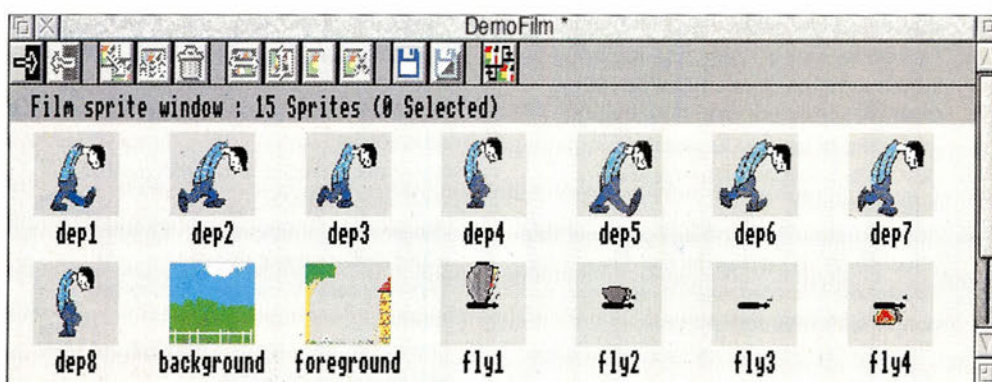 DemoFilm *
Film sprite window : 15 Sprites (0 Selected)
dep1 dep2 dep3 dep4 dep5 dep6 dep7
dep8 background foreground fly1 fly2 fly3 fly4